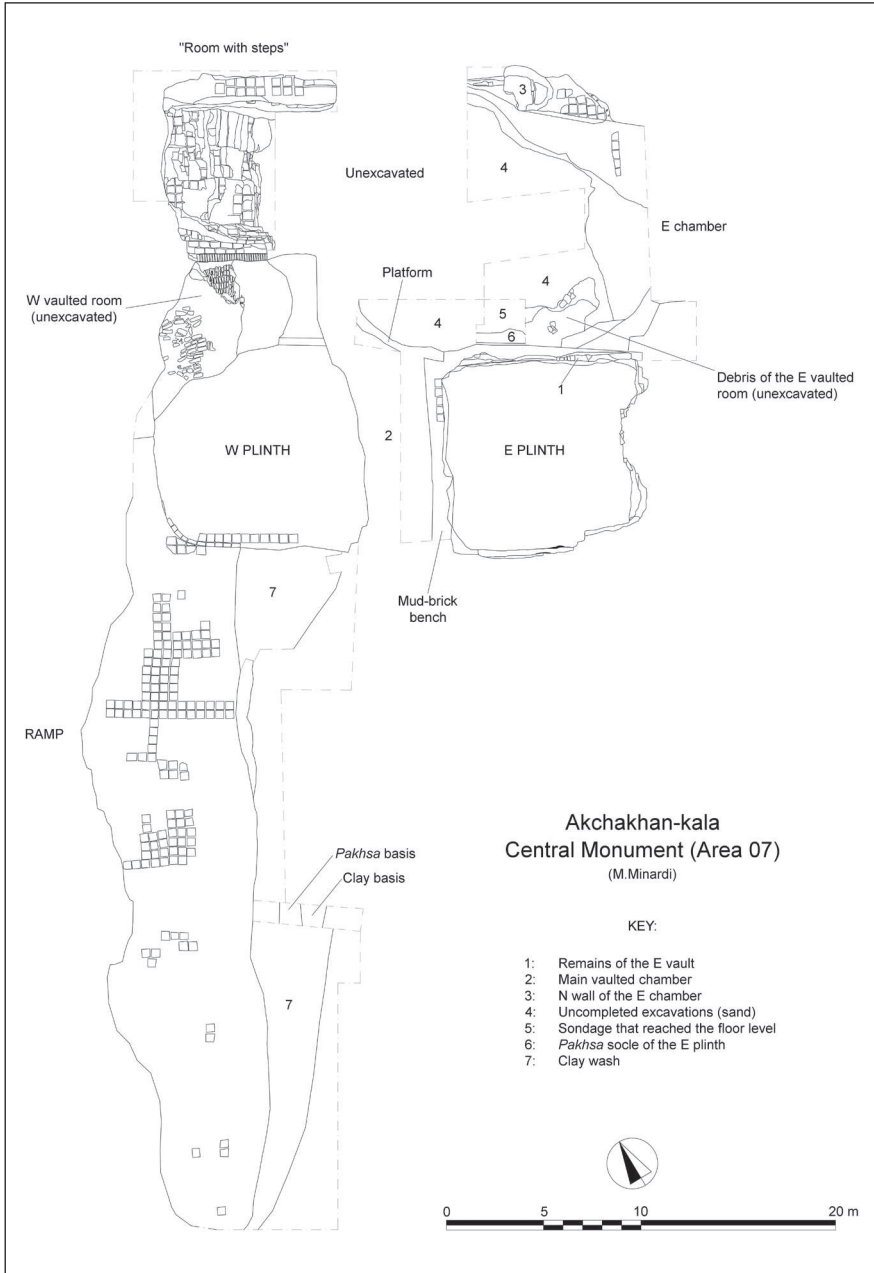 "Room with steps"
3
4
Unexcavated
E chamber
Platform
4
W vaulted room
(unexcavated)
4
5
6
Debris of the E vaulted
room (unexcavated)
1
2
W PLINTH
E PLINTH
7
Mud-brick
bench
RAMP
Akchakhan-kala
Central Monument (Area 07)
(M.Minardi)
Pakhsa basis
Clay basis
KEY:
1: Remains of the E vault
2: Main vaulted chamber
3: N wall of the E chamber
4: Uncompleted excavations (sand)
5: Sondage that reached the floor level
6: Pakhsa socle of the E plinth
7: Clay wash
7
0 5 10 20 m